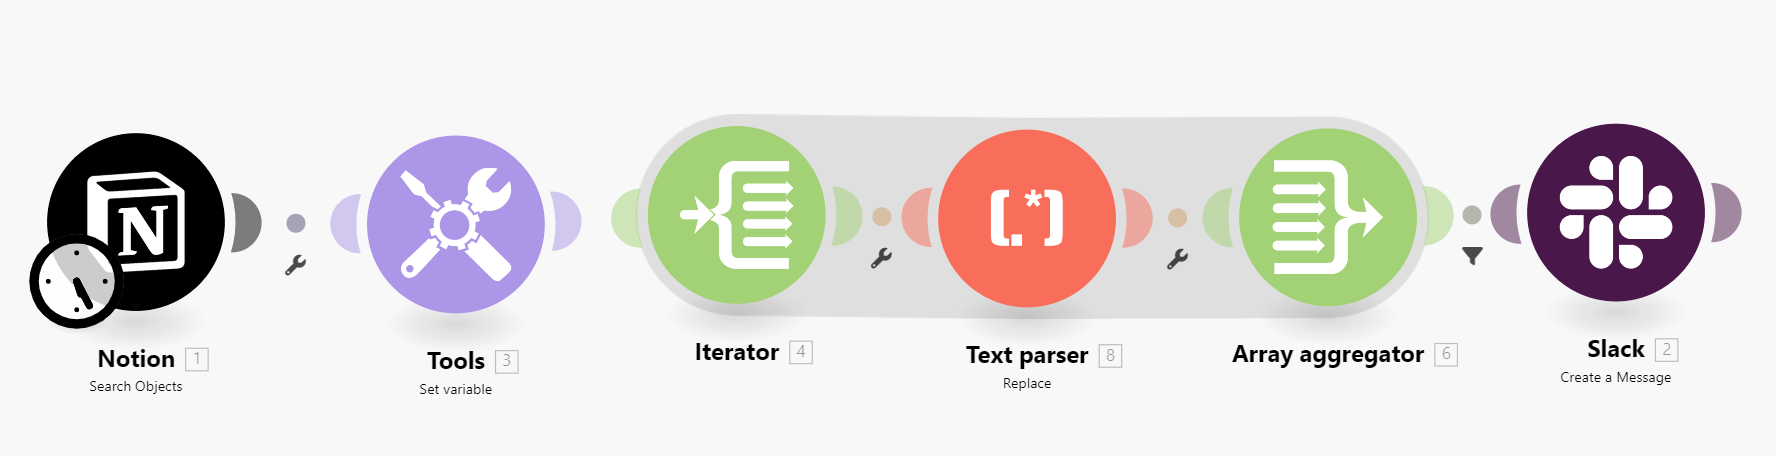 N
[.*]
Notion 1
Search Objects
Tools 3
Set variable
Iterator 4
Text parser 8
Replace
Array aggregator 6
Slack 2
Create a Message